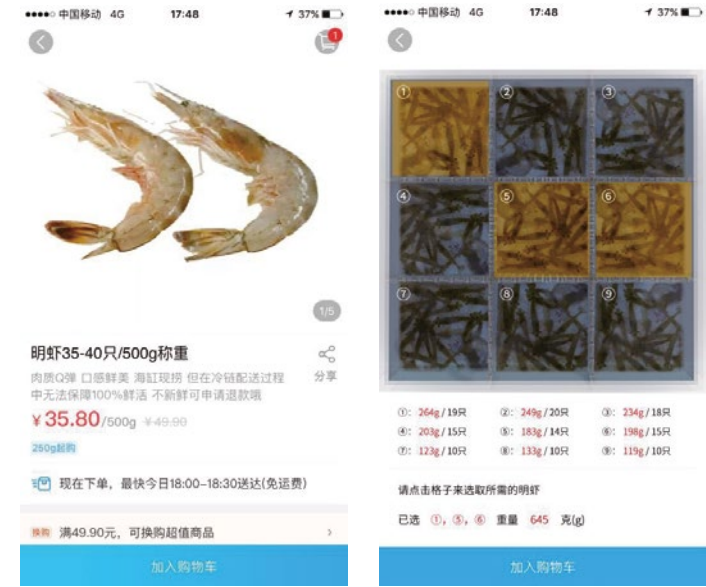 中国移动 4G 17:48 37%
1
1/5
明虾35-40只/500g称重
分享
肉质Q弹 口感鲜美 海缸现捞 但在冷链配送过程
中无法保障100%鲜活 不新鲜可申请退款哦
¥35.80/500g ¥49.90
250g起购
现在下单，最快今日18:00-18:30送达(免运费)
换购 满49.90元，可换购超值商品
加入购物车
中国移动 4G 17:48 37%
① ② ③
④ ⑤ ⑥
⑦ ⑧ ⑨
①: 264g/19只 ②: 249g/20只 ③: 234g/18只
④: 203g/15只 ⑤: 183g/14只 ⑥: 198g/15只
⑦: 123g/10只 ⑧: 133g/10只 ⑨: 119g/10只
请点击格子来选取所需的明虾
已选 ①，⑤，⑥ 重量 645 克(g)
加入购物车